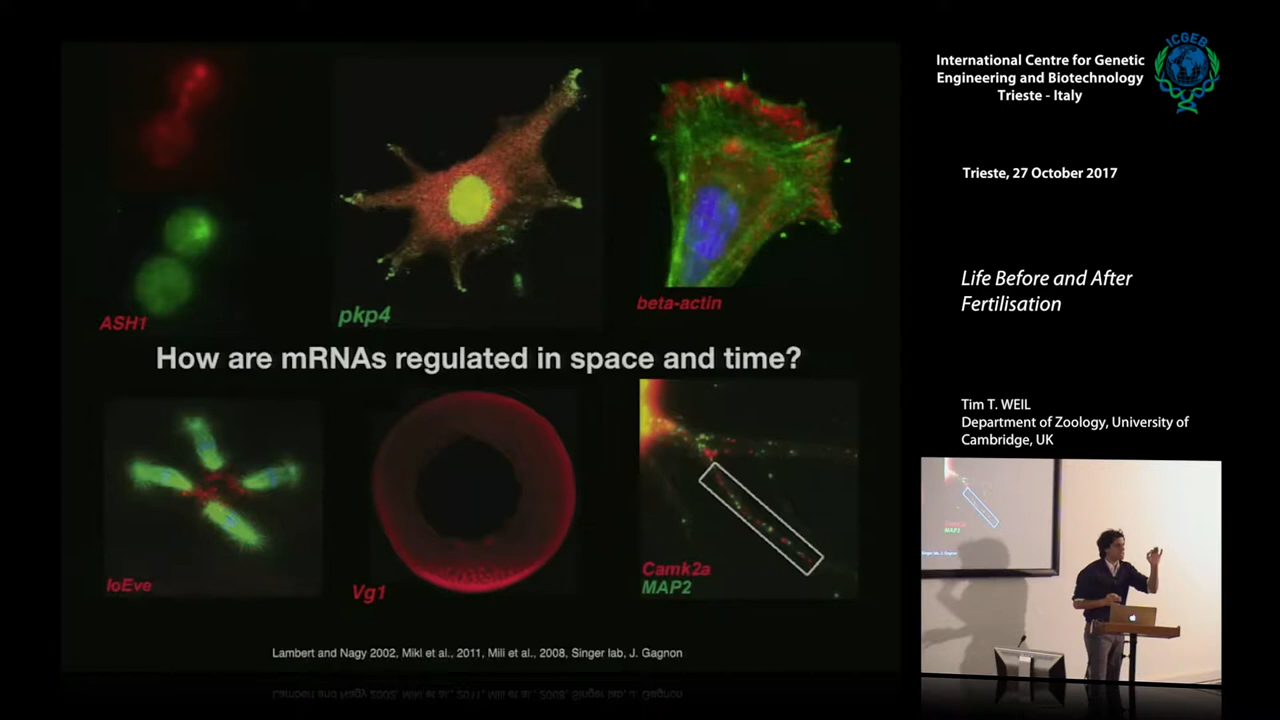 ASH1
pkp4
beta-actin
How are mRNAs regulated in space and time?
IoEve
Vg1
Camk2a
MAP2
Lambert and Nagy 2002, Mikl et al., 2011, Mili et al., 2008, Singer lab, J. Gagnon
International Centre for Genetic
Engineering and Biotechnology
Trieste - Italy
ICGEB
Trieste, 27 October 2017
Life Before and After
Fertilisation
Tim T. WEIL
Department of Zoology, University of
Cambridge, UK